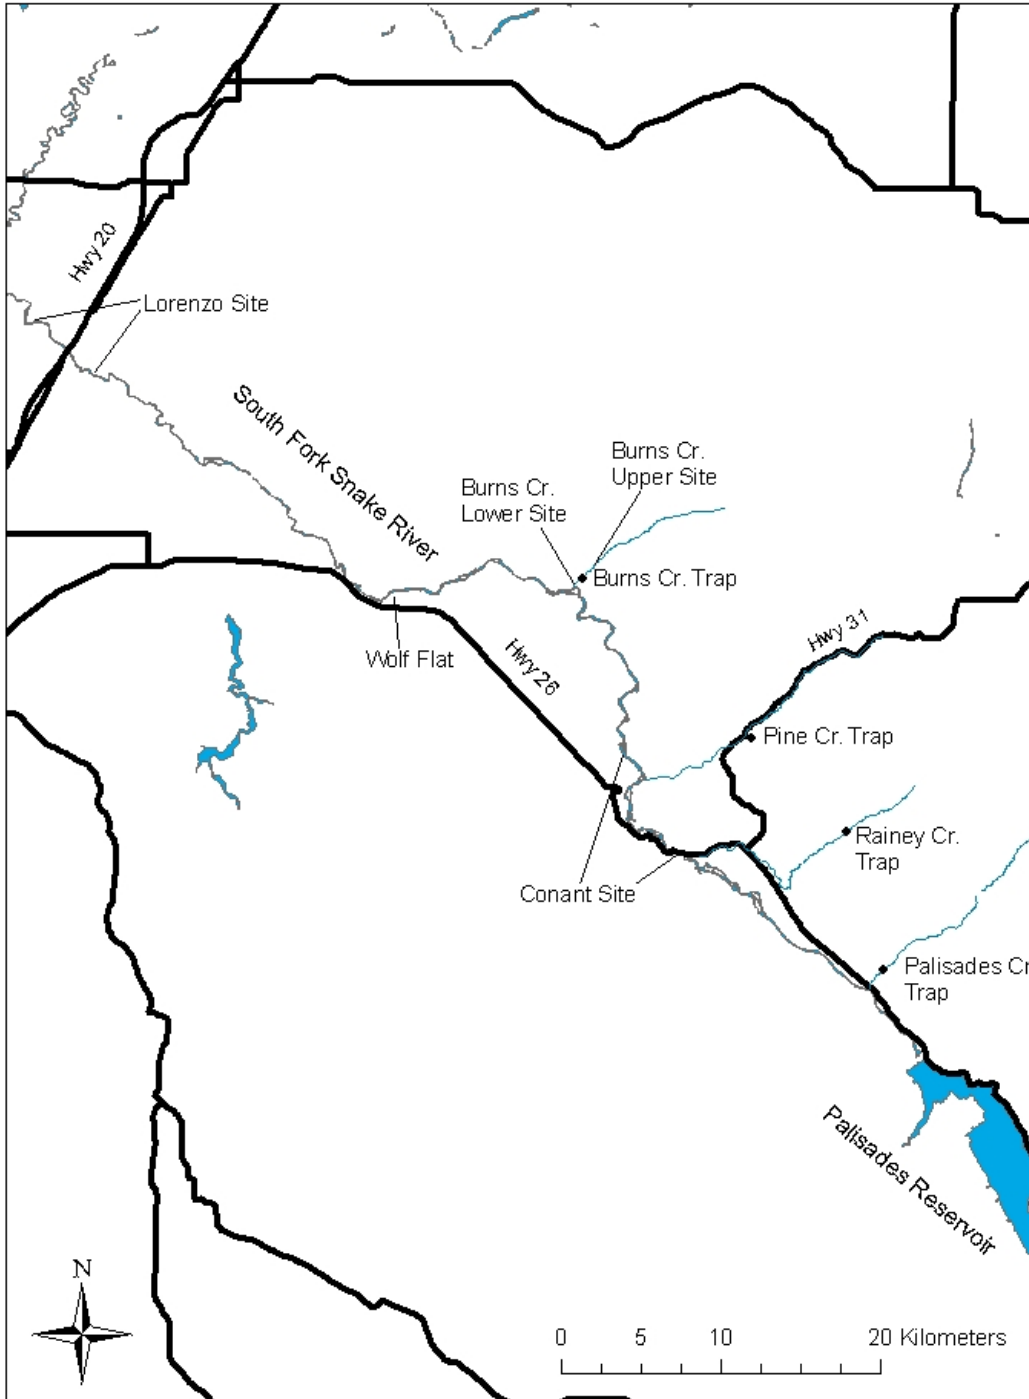 Hwy 20
Lorenzo Site
South Fork Snake River
Burns Cr.
Upper Site
Burns Cr.
Lower Site
Burns Cr. Trap
Hwy 31
Wolf Flat
Hwy 26
Pine Cr. Trap
Rainey Cr.
Trap
Conant Site
Palisades Cr
Trap
Palisades Reservoir
N
0 5 10 20 Kilometers